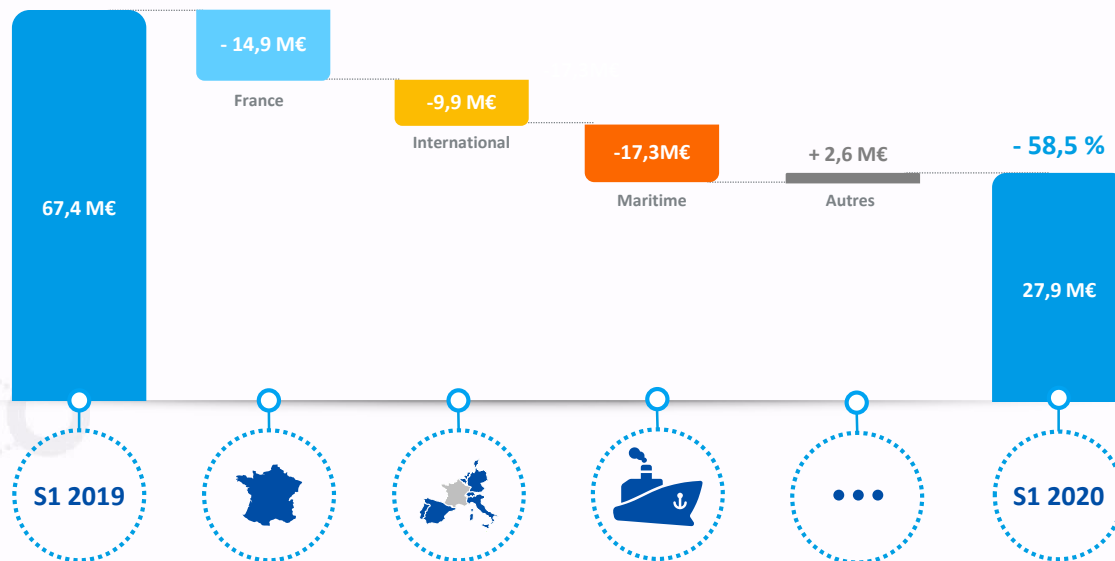 - 14,9 M€
France
-9,9 M€
International
-17,3M€
Maritime
+ 2,6 M€
Autres
- 58,5 %
67,4 M€
27,9 M€
S1 2019
S1 2020